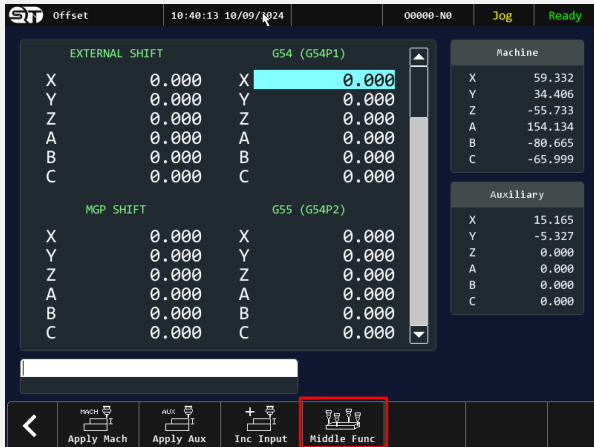 Offset 10:40:13 10/09/2024 O0000-N0 Jog Ready
EXTERNAL SHIFT G54 (G54P1) Machine
X 0.000 X 0.000 X 59.332
Y 0.000 Y 0.000 Y 34.406
Z 0.000 Z 0.000 Z -55.733
A 0.000 A 0.000 A 154.134
B 0.000 B 0.000 B -80.665
C 0.000 C 0.000 C -65.999
MGP SHIFT G55 (G54P2) Auxiliary
X 0.000 X 0.000 X 15.165
Y 0.000 Y 0.000 Y -5.327
Z 0.000 Z 0.000 Z 0.000
A 0.000 A 0.000 A 0.000
B 0.000 B 0.000 B 0.000
C 0.000 C 0.000 C 0.000
MACH AUX
Apply Mach Apply Aux Inc Input Middle Func